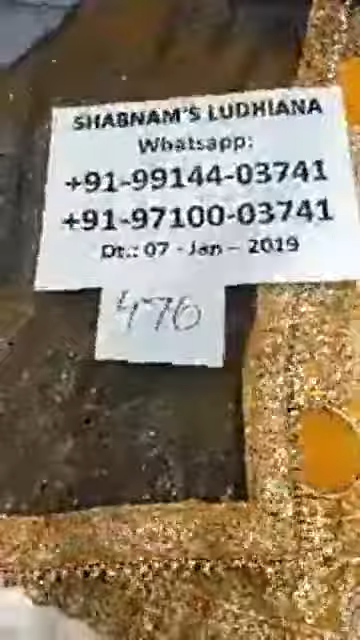 SHABNAM'S LUDHIANA
Whatsapp:
+91-99144-03741
+91-97100-03741
Dt.: 07 - Jan - 2019
476